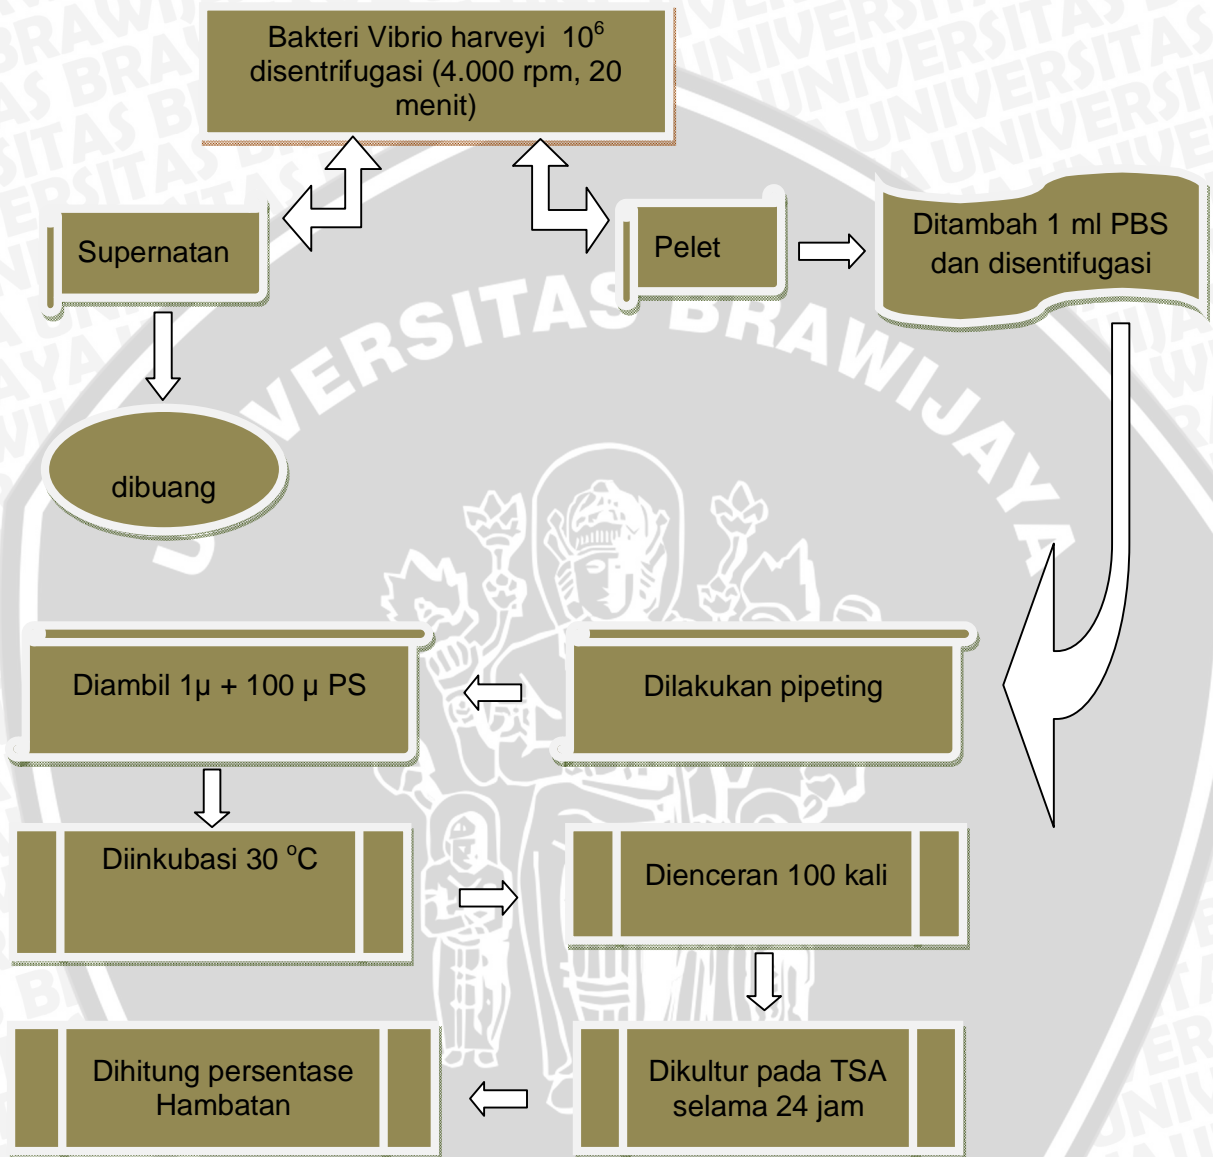 Bakteri Vibrio harveyi 10⁶
disentrifugasi (4.000 rpm, 20
menit)
Supernatan
Pelet
Ditambah 1 ml PBS
dan disentifugasi
dibuang
UNIVERSITAS BRAWIJAYA
Dilakukan pipeting
Diambil 1µ + 100 µ PS
Diinkubasi 30 °C
Dienceran 100 kali
Dikultur pada TSA
selama 24 jam
Dihitung persentase
Hambatan